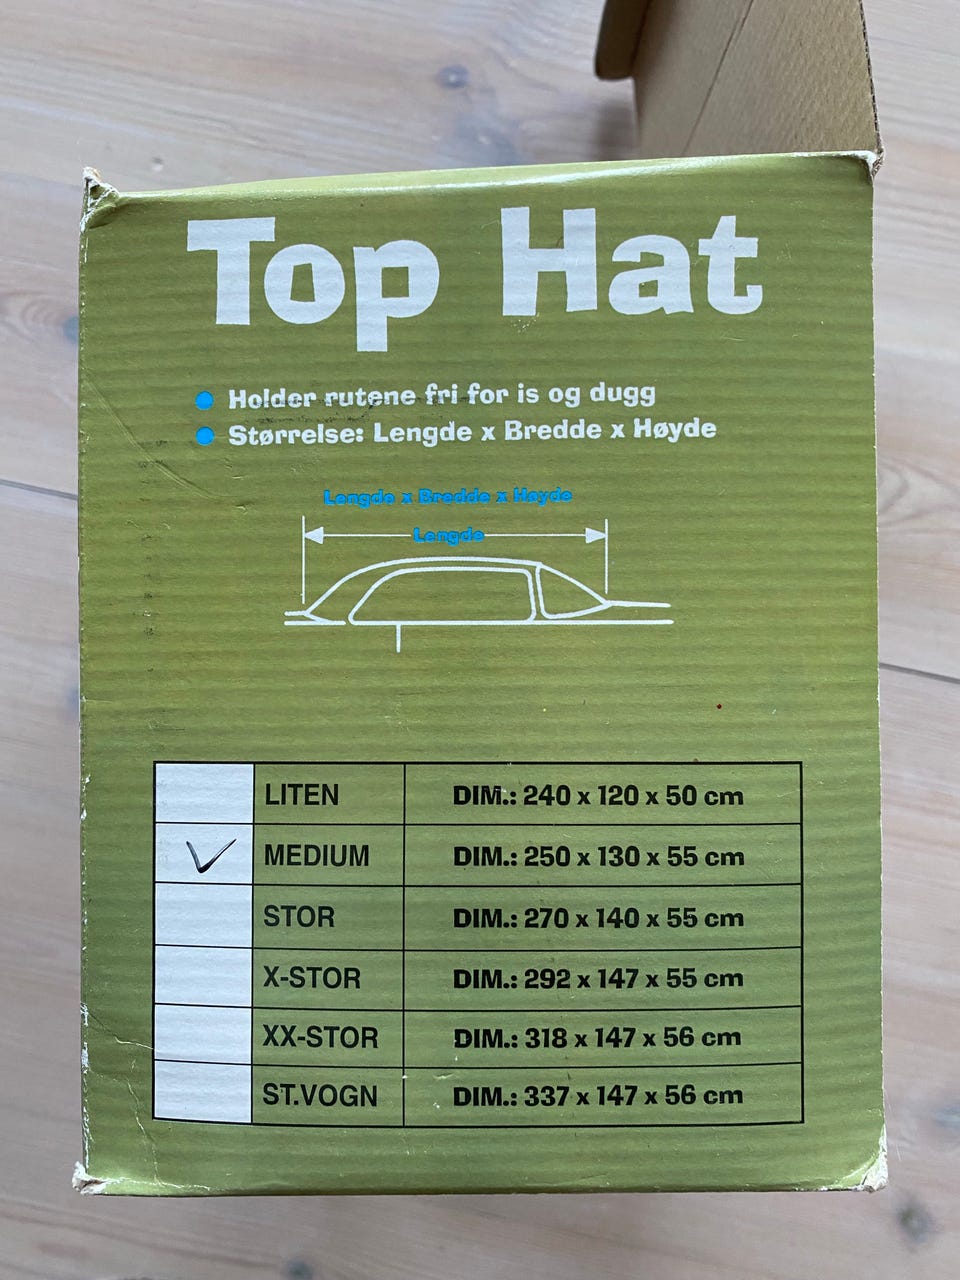 Top Hat
Holder rutene fri for is og dugg
Størrelse: Lengde x Bredde x Høyde
Lengde x Bredde x Høyde
Lengde
LITEN DIM.: 240 x 120 x 50 cm
MEDIUM DIM.: 250 x 130 x 55 cm
STOR DIM.: 270 x 140 x 55 cm
X-STOR DIM.: 292 x 147 x 55 cm
XX-STOR DIM.: 318 x 147 x 56 cm
ST.VOGN DIM.: 337 x 147 x 56 cm